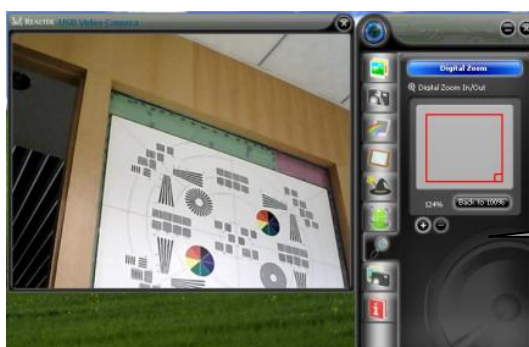 REALTEK USB Video Camera
Digital Zoom
Digital Zoom In/Out
124%
Back to 100%